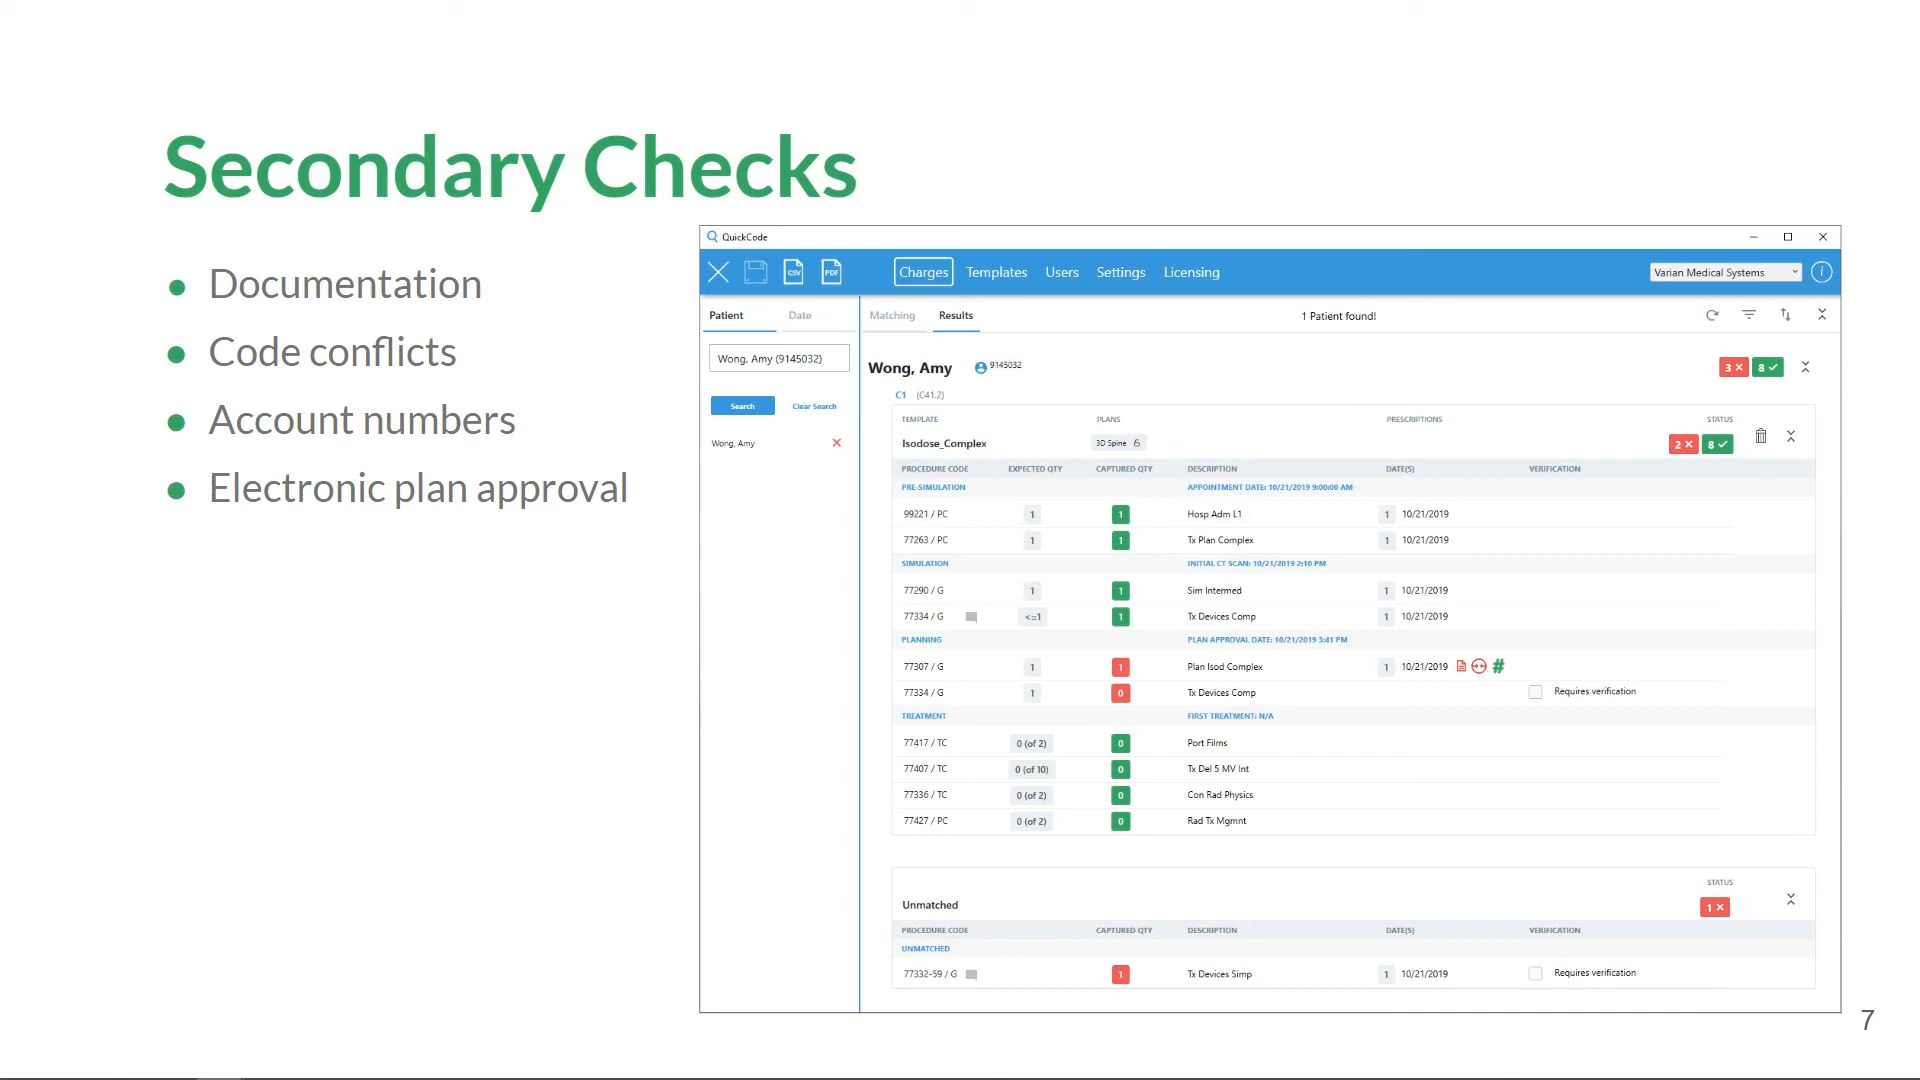 Secondary Checks
● Documentation
● Code conflicts
● Account numbers
● Electronic plan approval
QuickCode
CSV PDF Charges Templates Users Settings Licensing Varian Medical Systems i
Patient Date Matching Results 1 Patient found!
Wong, Amy (9145032)
Search Clear Search
Wong, Amy
Wong, Amy 9145032 3 ✕ 8 ✓
C1 (C41.2)
TEMPLATE PLANS PRESCRIPTIONS STATUS
Isodose_Complex 3D Spine 2 ✕ 8 ✓
PROCEDURE CODE EXPECTED QTY CAPTURED QTY DESCRIPTION DATE(S) VERIFICATION
PRE-SIMULATION APPOINTMENT DATE: 10/21/2019 9:00:00 AM
99221 / PC 1 1 Hosp Adm L1 1 10/21/2019
77263 / PC 1 1 Tx Plan Complex 1 10/21/2019
SIMULATION INITIAL CT SCAN: 10/21/2019 2:10 PM
77290 / G 1 1 Sim Intermed 1 10/21/2019
77334 / G <=1 1 Tx Devices Comp 1 10/21/2019
PLANNING PLAN APPROVAL DATE: 10/21/2019 3:41 PM
77307 / G 1 1 Plan Isod Complex 1 10/21/2019 #
77334 / G 1 0 Tx Devices Comp Requires verification
TREATMENT FIRST TREATMENT: N/A
77417 / TC 0 (of 2) 0 Port Films
77407 / TC 0 (of 10) 0 Tx Del 5 MV Int
77336 / TC 0 (of 2) 0 Con Rad Physics
77427 / PC 0 (of 2) 0 Rad Tx Mgmnt
STATUS
Unmatched 1 ✕
PROCEDURE CODE CAPTURED QTY DESCRIPTION DATE(S) VERIFICATION
UNMATCHED
77332-59 / G 1 Tx Devices Simp 1 10/21/2019 Requires verification
7